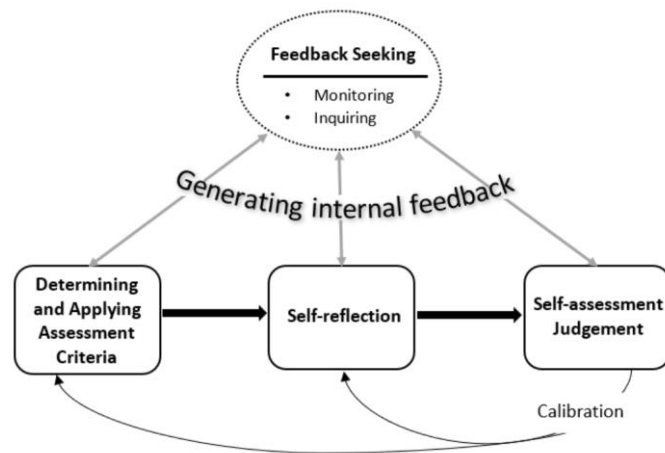 Feedback Seeking
• Monitoring
• Inquiring
Generating internal feedback
Determining
and Applying
Assessment
Criteria
Self-reflection
Self-assessment
Judgement
Calibration